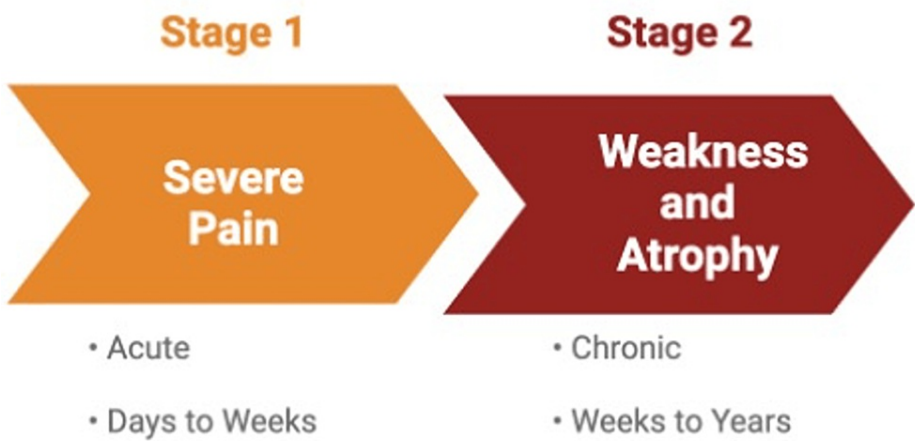 Stage 1
Severe
Pain
• Acute
• Days to Weeks
Stage 2
Weakness
and
Atrophy
• Chronic
• Weeks to Years